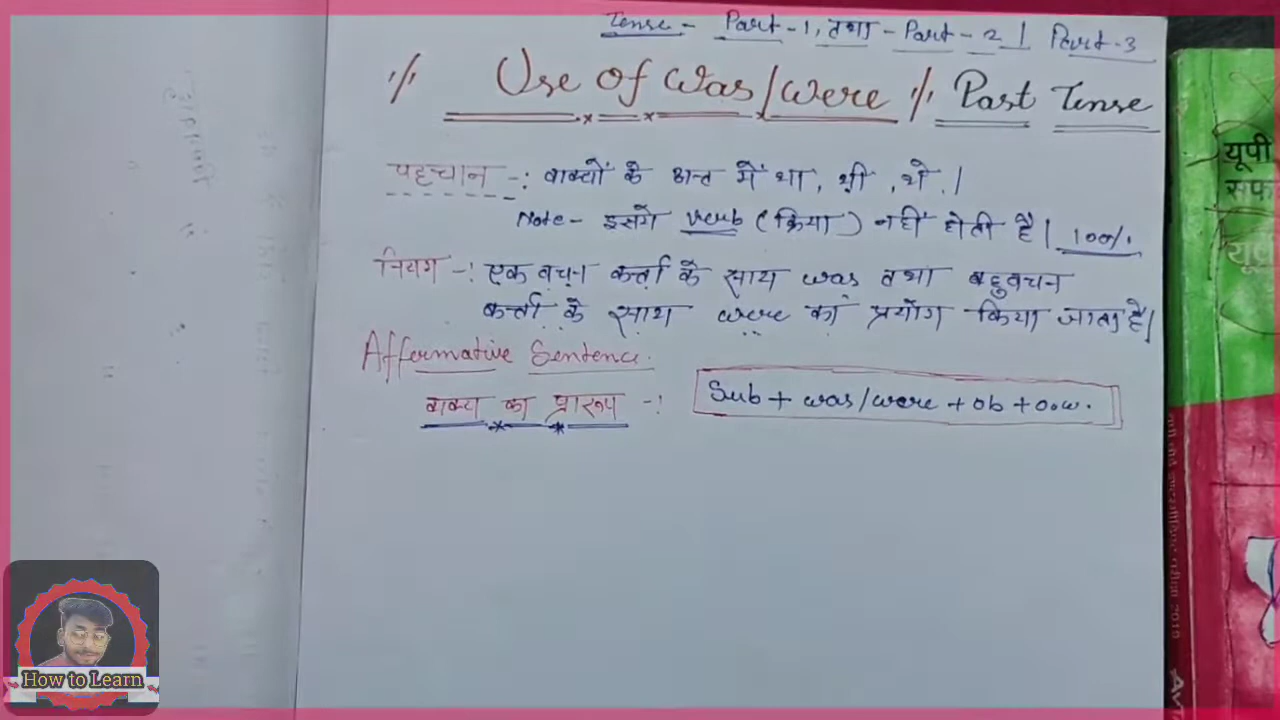 Tense - Part-1, तथा - Part-2 | Part-3
// Use of Was/Were // Past Tense
पहचान -: वाक्यों के अन्त में था, थी, थे.|
Note - इसमें verb (क्रिया) नहीं होती है| 100%.
नियम -: एक वचन कर्त्ता के साथ was तथा बहुवचन
कर्त्ता के साथ were का प्रयोग किया जाता है|
Affermative Sentence.
वाक्य का प्रारूप -: Sub + was/were + ob + o.w.
यूपी
How to Learn